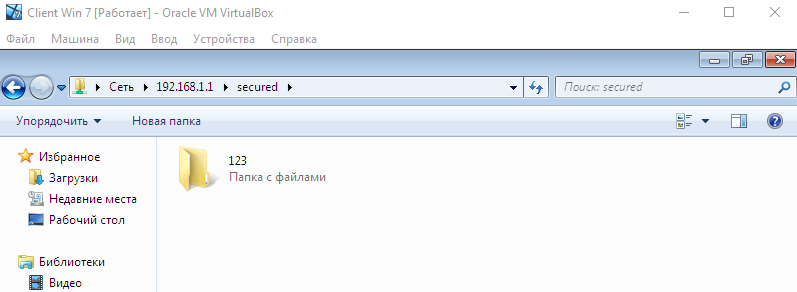 Client Win 7 [Работает] - Oracle VM VirtualBox
Файл Машина Вид Ввод Устройства Справка
Сеть 192.168.1.1 secured Поиск: secured
Упорядочить Новая папка
Избранное
Загрузки
Недавние места
Рабочий стол
Библиотеки
Видео
123
Папка с файлами